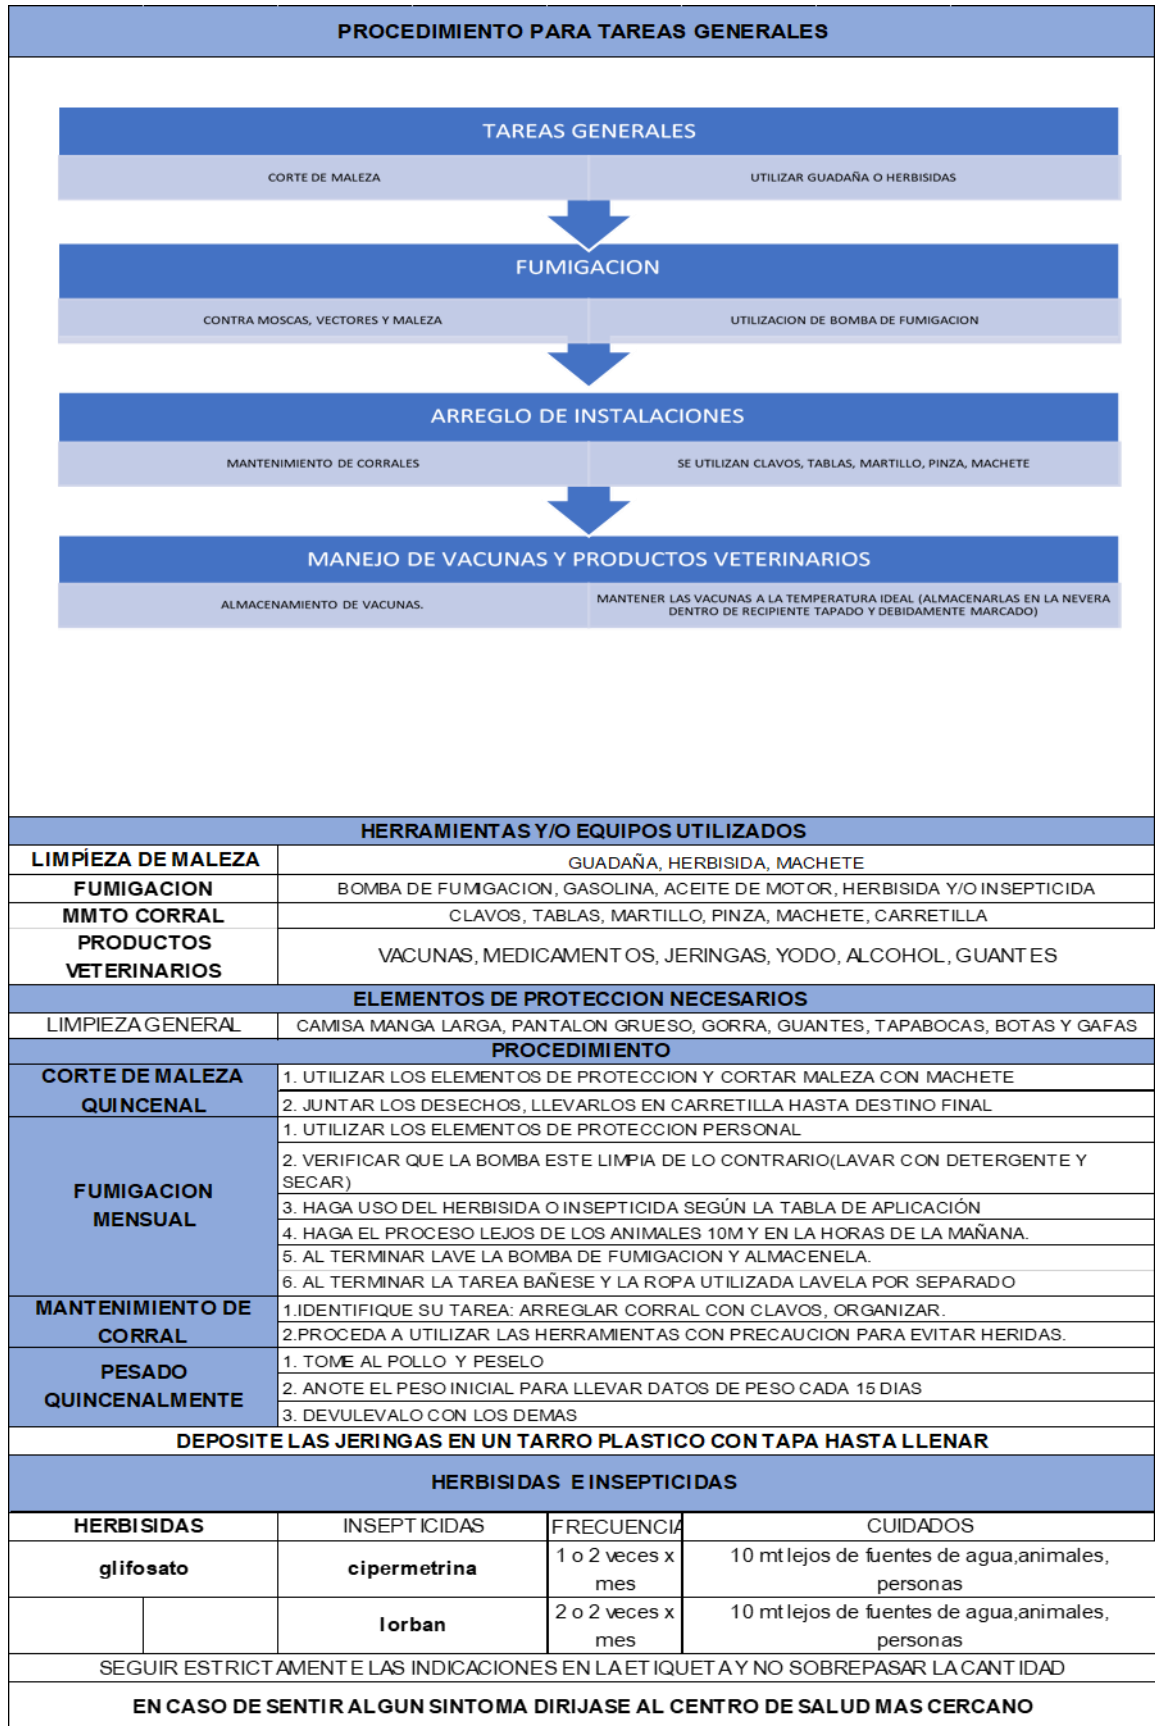 PROCEDIMIENTO PARA TAREAS GENERALES
TAREAS GENERALES
CORTE DE MALEZA
UTILIZAR GUADAÑA O HERBISIDAS
FUMIGACION
CONTRA MOSCAS, VECTORES Y MALEZA
UTILIZACION DE BOMBA DE FUMIGACION
ARREGLO DE INSTALACIONES
MANTENIMIENTO DE CORRALES
SE UTILIZAN CLAVOS, TABLAS, MARTILLO, PINZA, MACHETE
MANEJO DE VACUNAS Y PRODUCTOS VETERINARIOS
ALMACENAMIENTO DE VACUNAS.
MANTENER LAS VACUNAS A LA TEMPERATURA IDEAL (ALMACENARLAS EN LA NEVERA
DENTRO DE RECIPIENTE TAPADO Y DEBIDAMENTE MARCADO)
HERRAMIENTAS Y/O EQUIPOS UTILIZADOS
LIMPÍEZA DE MALEZA
GUADAÑA, HERBISIDA, MACHETE
FUMIGACION
BOMBA DE FUMIGACION, GASOLINA, ACEITE DE MOTOR, HERBISIDA Y/O INSEPTICIDA
MMTO CORRAL
CLAVOS, TABLAS, MARTILLO, PINZA, MACHETE, CARRETILLA
PRODUCTOS
VETERINARIOS
VACUNAS, MEDICAMENTOS, JERINGAS, YODO, ALCOHOL, GUANTES
ELEMENTOS DE PROTECCION NECESARIOS
LIMPIEZA GENERAL
CAMISA MANGA LARGA, PANTALON GRUESO, GORRA, GUANTES, TAPABOCAS, BOTAS Y GAFAS
PROCEDIMIENTO
CORTE DE MALEZA
QUINCENAL
1. UTILIZAR LOS ELEMENTOS DE PROTECCION Y CORTAR MALEZA CON MACHETE
2. JUNTAR LOS DESECHOS, LLEVARLOS EN CARRETILLA HASTA DESTINO FINAL
FUMIGACION
MENSUAL
1. UTILIZAR LOS ELEMENTOS DE PROTECCION PERSONAL
2. VERIFICAR QUE LA BOMBA ESTE LIMPIA DE LO CONTRARIO(LAVAR CON DETERGENTE Y
SECAR)
3. HAGA USO DEL HERBISIDA O INSEPTICIDA SEGÚN LA TABLA DE APLICACIÓN
4. HAGA EL PROCESO LEJOS DE LOS ANIMALES 10M Y EN LA HORAS DE LA MAÑANA.
5. AL TERMINAR LAVE LA BOMBA DE FUMIGACION Y ALMACENELA.
6. AL TERMINAR LA TAREA BAÑESE Y LA ROPA UTILIZADA LAVELA POR SEPARADO
MANTENIMIENTO DE
CORRAL
1.IDENTIFIQUE SU TAREA: ARREGLAR CORRAL CON CLAVOS, ORGANIZAR.
2.PROCEDA A UTILIZAR LAS HERRAMIENTAS CON PRECAUCION PARA EVITAR HERIDAS.
PESADO
QUINCENALMENTE
1. TOME AL POLLO Y PESELO
2. ANOTE EL PESO INICIAL PARA LLEVAR DATOS DE PESO CADA 15 DIAS
3. DEVULEVALO CON LOS DEMAS
DEPOSITE LAS JERINGAS EN UN TARRO PLASTICO CON TAPA HASTA LLENAR
HERBISIDAS E INSEPTICIDAS
HERBISIDAS
INSEPTICIDAS
FRECUENCIA
CUIDADOS
glifosato
cipermetrina
1 o 2 veces x
mes
10 mt lejos de fuentes de agua,animales,
personas
lorban
2 o 2 veces x
mes
10 mt lejos de fuentes de agua,animales,
personas
SEGUIR ESTRICTAMENTE LAS INDICACIONES EN LA ETIQUETA Y NO SOBREPASAR LA CANTIDAD
EN CASO DE SENTIR ALGUN SINTOMA DIRIJASE AL CENTRO DE SALUD MAS CERCANO